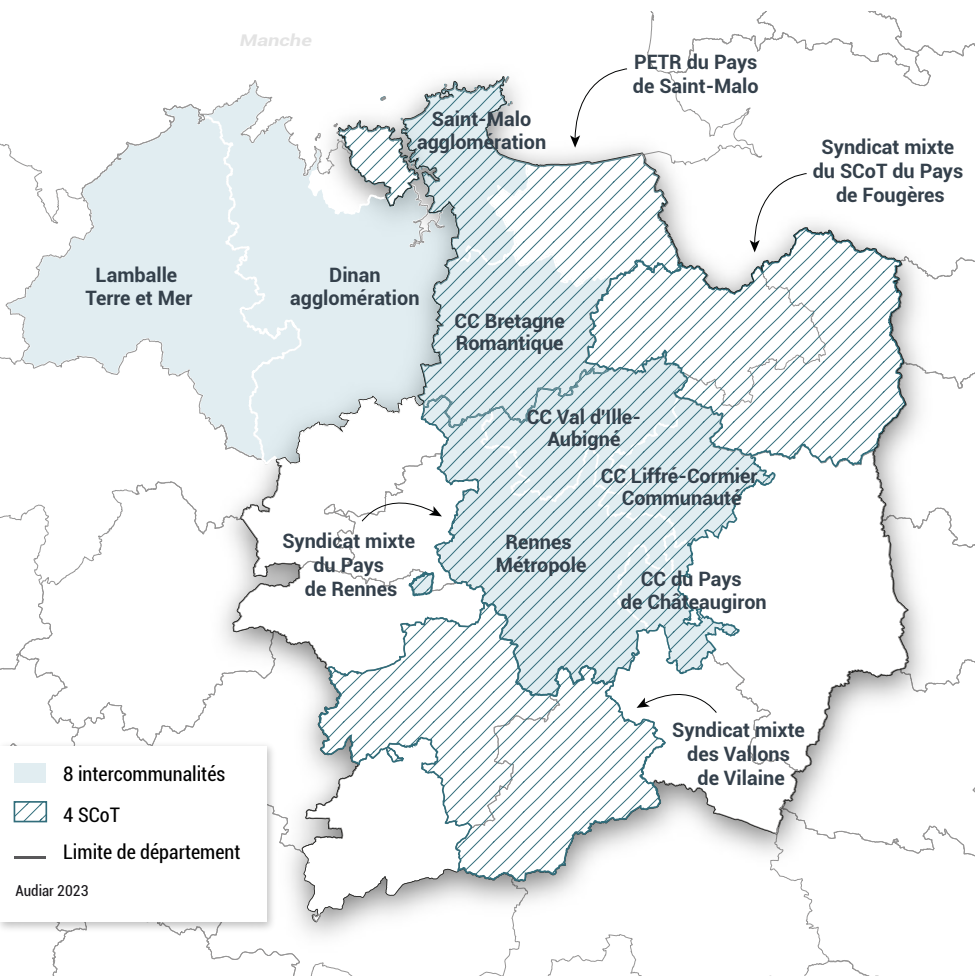 Manche
PETR du Pays
de Saint-Malo
Saint-Malo
agglomération
Syndicat mixte
du SCoT du Pays
de Fougères
Lamballe
Terre et Mer
Dinan
agglomération
CC Bretagne
Romantique
CC Val d'Ille-
Aubigné
CC Liffré-Cormier
Communauté
Syndicat mixte
du Pays
de Rennes
Rennes
Métropole
CC du Pays
de Châteaugiron
Syndicat mixte
des Vallons
de Vilaine
8 intercommunalités
4 SCoT
Limite de département
Audiar 2023